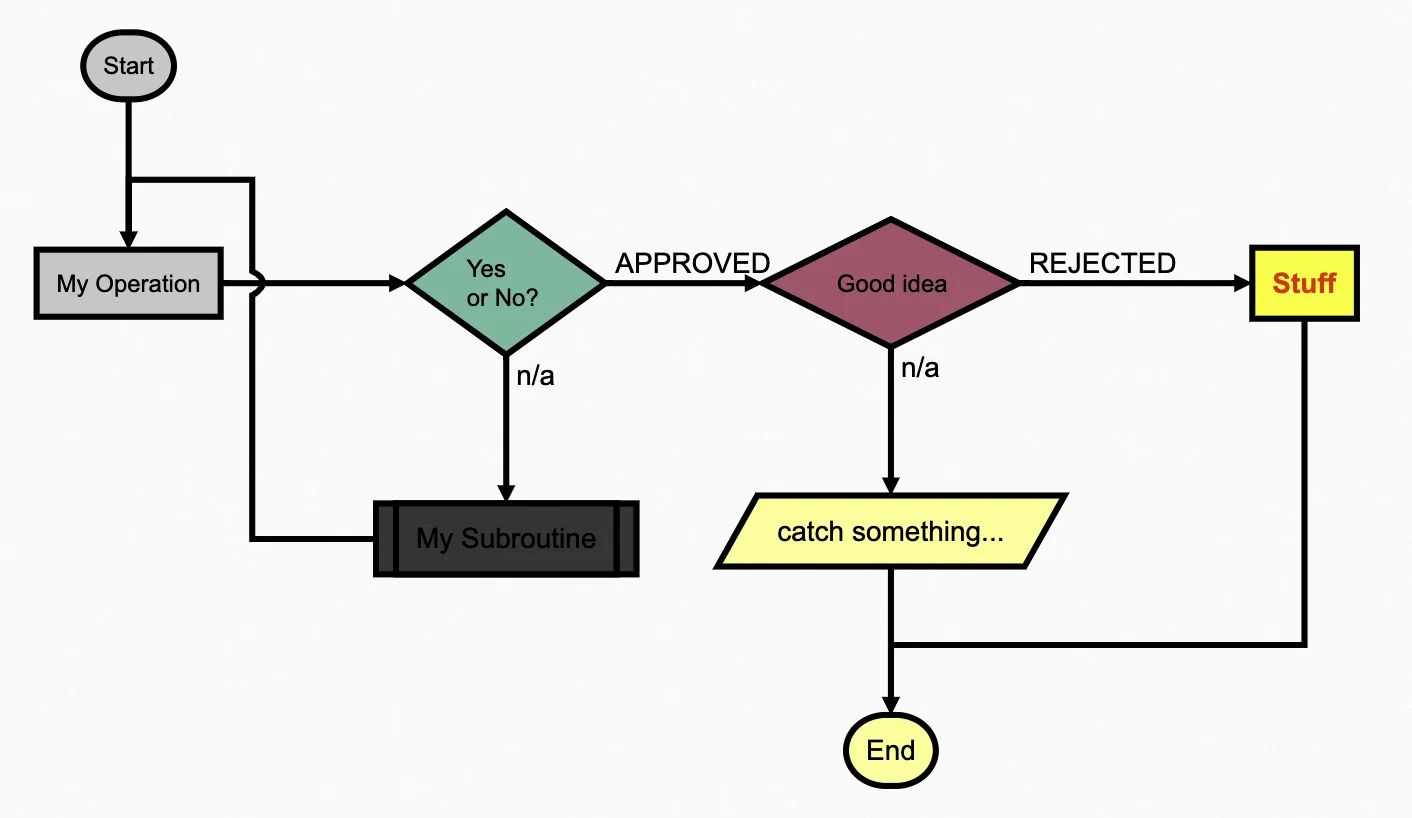 Start
My Operation
Yes
or No?
APPROVED
Good idea
REJECTED
Stuff
n/a
n/a
My Subroutine
catch something...
End